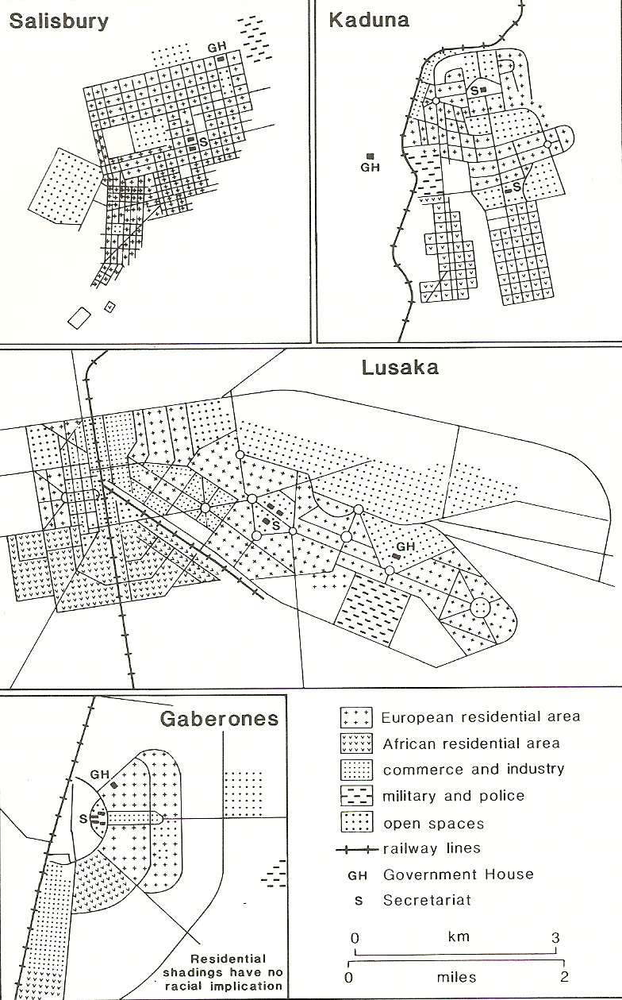 Salisbury
GH
S
Kaduna
S
GH
S
Lusaka
S
GH
Gaberones
GH
S
Residential
shadings have no
racial implication
European residential area
African residential area
commerce and industry
military and police
open spaces
railway lines
GH Government House
S Secretariat
0 km 3
0 miles 2